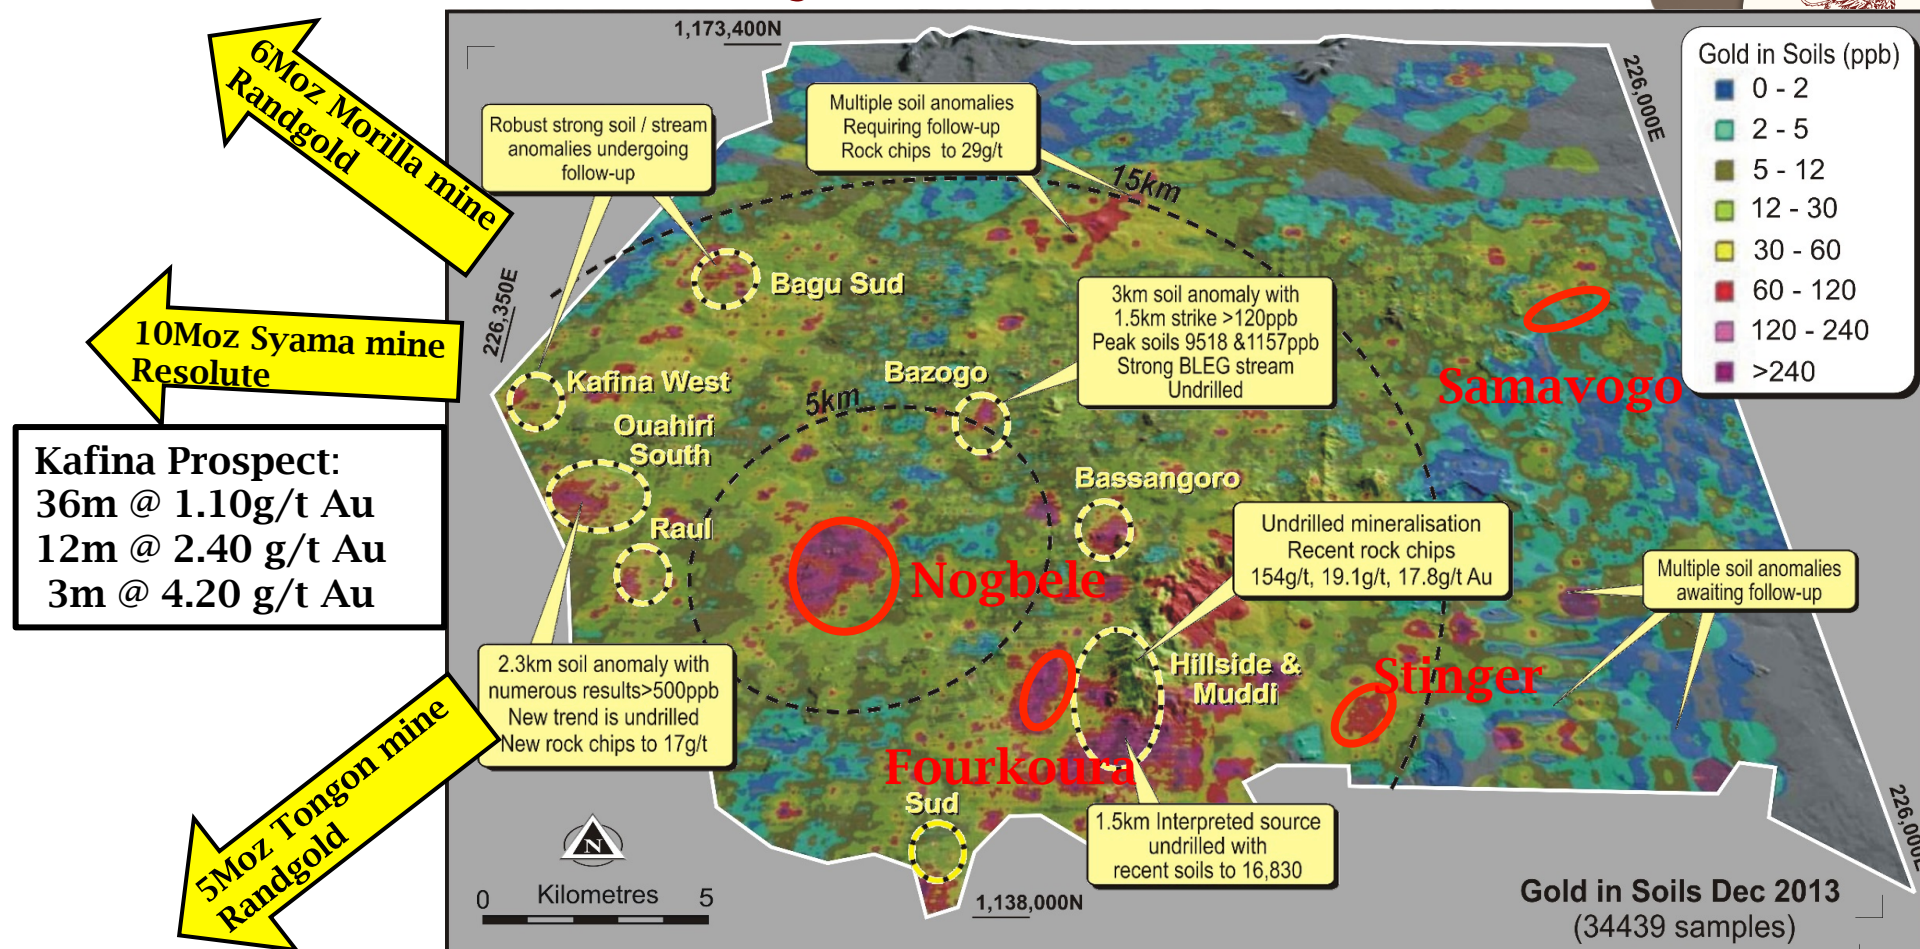 1,173,400N
226,000E
Gold in Soils (ppb)
0 - 2
2 - 5
5 - 12
12 - 30
30 - 60
60 - 120
120 - 240
>240
6Moz Morilla mine
Randgold
10Moz Syama mine
Resolute
Kafina Prospect:
36m @ 1.10g/t Au
12m @ 2.40 g/t Au
3m @ 4.20 g/t Au
5Moz Tongon mine
Randgold
226,350E
Robust strong soil / stream
anomalies undergoing
follow-up
Multiple soil anomalies
Requiring follow-up
Rock chips to 29g/t
15km
Bagu Sud
3km soil anomaly with
1.5km strike >120ppb
Peak soils 9518 &1157ppb
Strong BLEG stream
Undrilled
Samavogo
Kafina West
Bazogo
5km
Ouahiri
South
Bassangoro
Raul
Undrilled mineralisation
Recent rock chips
154g/t, 19.1g/t, 17.8g/t Au
Nogbele
Multiple soil anomalies
awaiting follow-up
2.3km soil anomaly with
numerous results>500ppb
New trend is undrilled
New rock chips to 17g/t
Hillside &
Muddi
Stinger
Fourkoura
Sud
1.5km Interpreted source
undrilled with
recent soils to 16,830
N
Kilometres
0 5
1,138,000N
Gold in Soils Dec 2013
(34439 samples)
226,000E